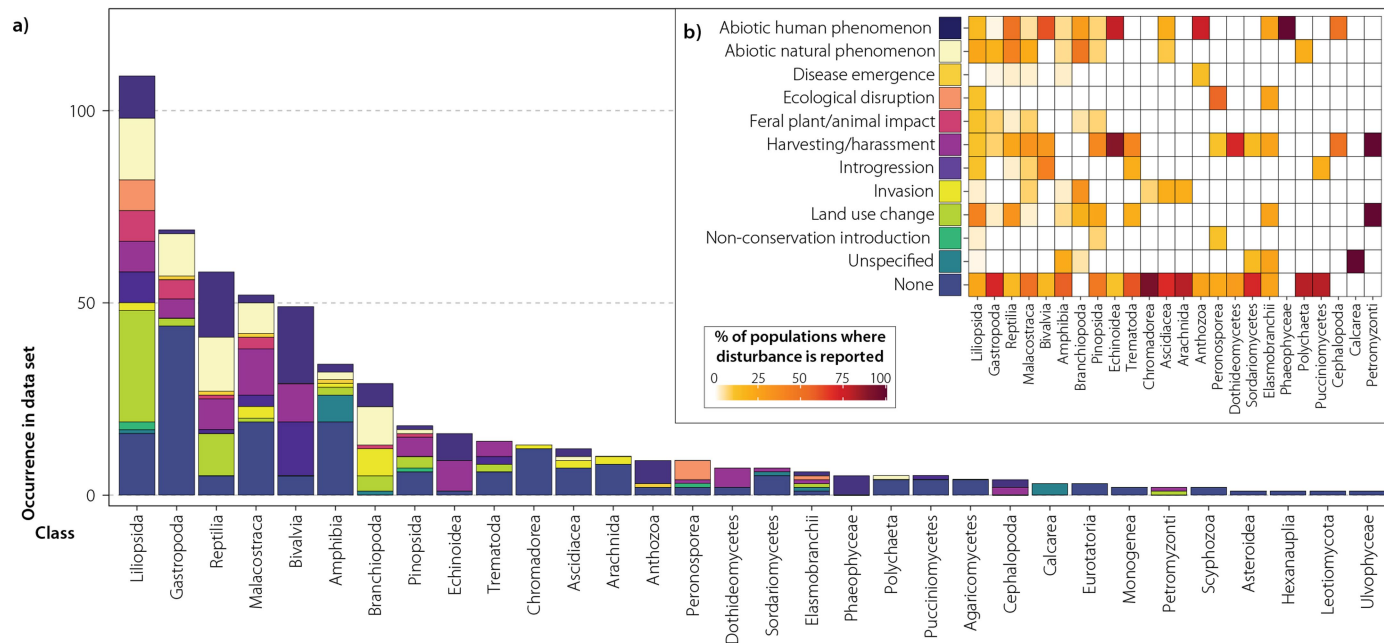 a)
100
50
0
Occurrence in data set
Class
Liliopsida
Gastropoda
Reptilia
Malacostraca
Bivalvia
Amphibia
Branchiopoda
Pinopsida
Echinoidea
Trematoda
Chromadorea
Ascidiacea
Arachnida
Anthozoa
Peronosporea
Dothideomycetes
Sordariomycetes
Elasmobranchii
Phaeophyceae
Polychaeta
Pucciniomycetes
Agaricomycetes
Cephalopoda
Calcarea
Eurotatoria
Monogenea
Petromyzonti
Scyphozoa
Asteroidea
Hexanauplia
Leotiomycota
Ulvophyceae
b)
Abiotic human phenomenon
Abiotic natural phenomenon
Disease emergence
Ecological disruption
Feral plant/animal impact
Harvesting/harassment
Introgression
Invasion
Land use change
Non-conservation introduction
Unspecified
None
Liliopsida
Gastropoda
Reptilia
Malacostraca
Bivalvia
Amphibia
Branchiopoda
Pinopsida
Echinoidea
Trematoda
Chromadorea
Ascidiacea
Arachnida
Anthozoa
Peronosporea
Dothideomycetes
Sordariomycetes
Elasmobranchii
Phaeophyceae
Polychaeta
Pucciniomycetes
Cephalopoda
Calcarea
Petromyzonti
% of populations where
disturbance is reported
0 25 50 75 100